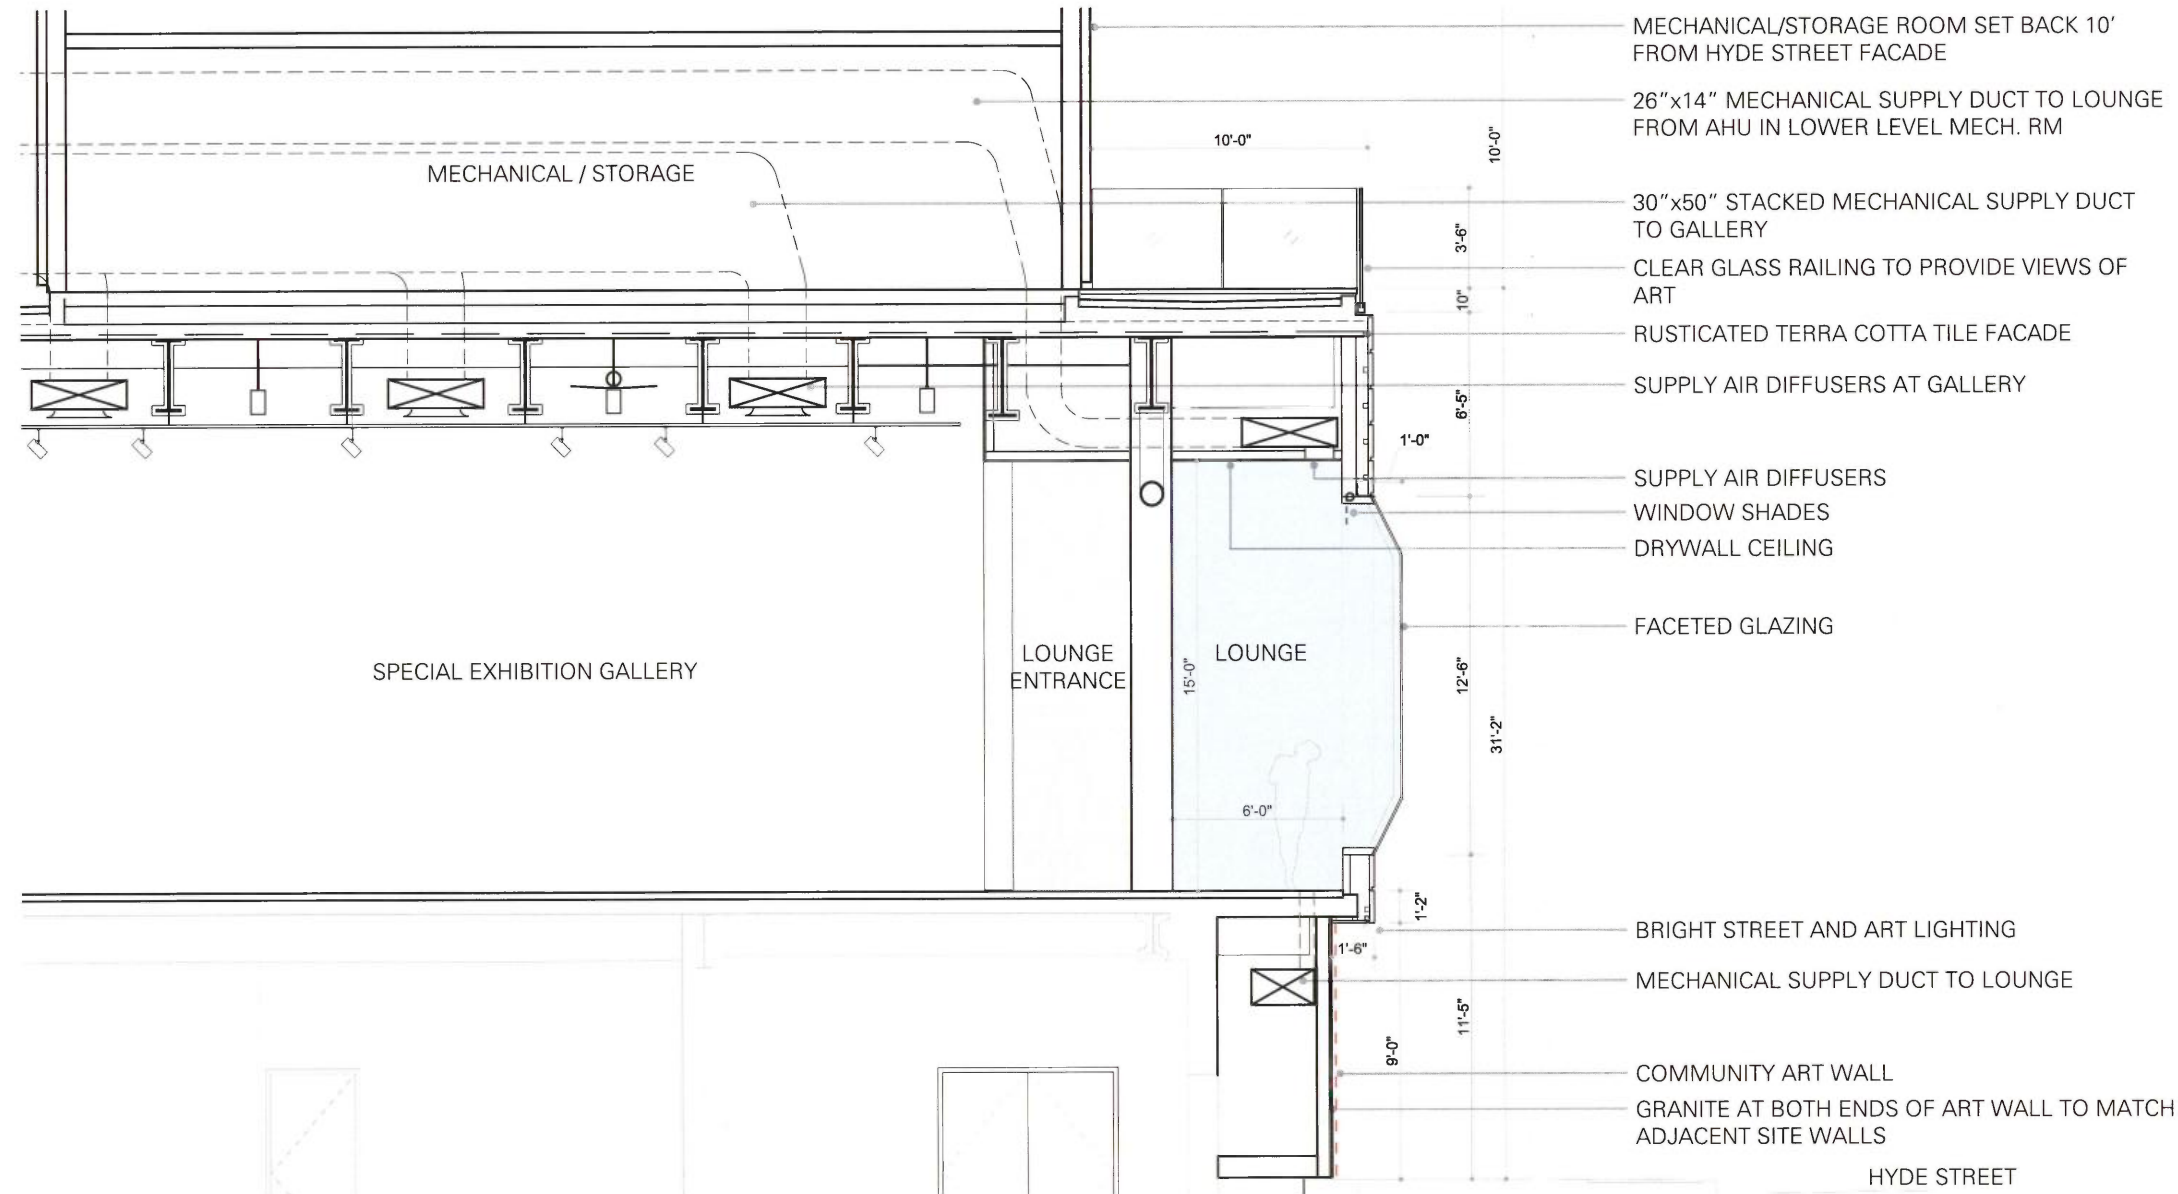 MECHANICAL/STORAGE ROOM SET BACK 10'
FROM HYDE STREET FACADE
26"x14" MECHANICAL SUPPLY DUCT TO LOUNGE
FROM AHU IN LOWER LEVEL MECH. RM
10'-0"
10'-0"
MECHANICAL / STORAGE
30"x50" STACKED MECHANICAL SUPPLY DUCT
TO GALLERY
3'-6"
CLEAR GLASS RAILING TO PROVIDE VIEWS OF
ART
10"
RUSTICATED TERRA COTTA TILE FACADE
SUPPLY AIR DIFFUSERS AT GALLERY
6'-5"
1'-0"
SUPPLY AIR DIFFUSERS
WINDOW SHADES
DRYWALL CEILING
FACETED GLAZING
SPECIAL EXHIBITION GALLERY
LOUNGE
ENTRANCE
LOUNGE
15'-0"
12'-6"
31'-2"
6'-0"
1'-2"
BRIGHT STREET AND ART LIGHTING
1'-6"
MECHANICAL SUPPLY DUCT TO LOUNGE
11'-5"
9'-0"
COMMUNITY ART WALL
GRANITE AT BOTH ENDS OF ART WALL TO MATCH
ADJACENT SITE WALLS
HYDE STREET